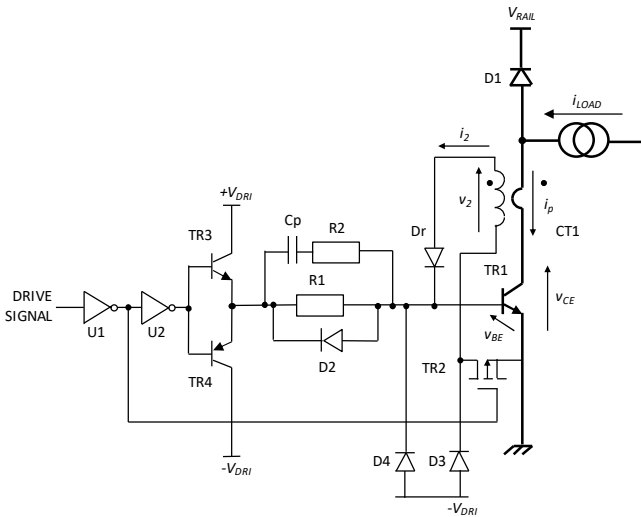 VRAIL
D1
iLOAD
i2
+VDRI
v2
ip
Cp
R2
TR3
Dr
CT1
R1
TR1
DRIVE
SIGNAL
vCE
U1
U2
D2
vBE
TR4
TR2
D4
D3
-VDRI
-VDRI